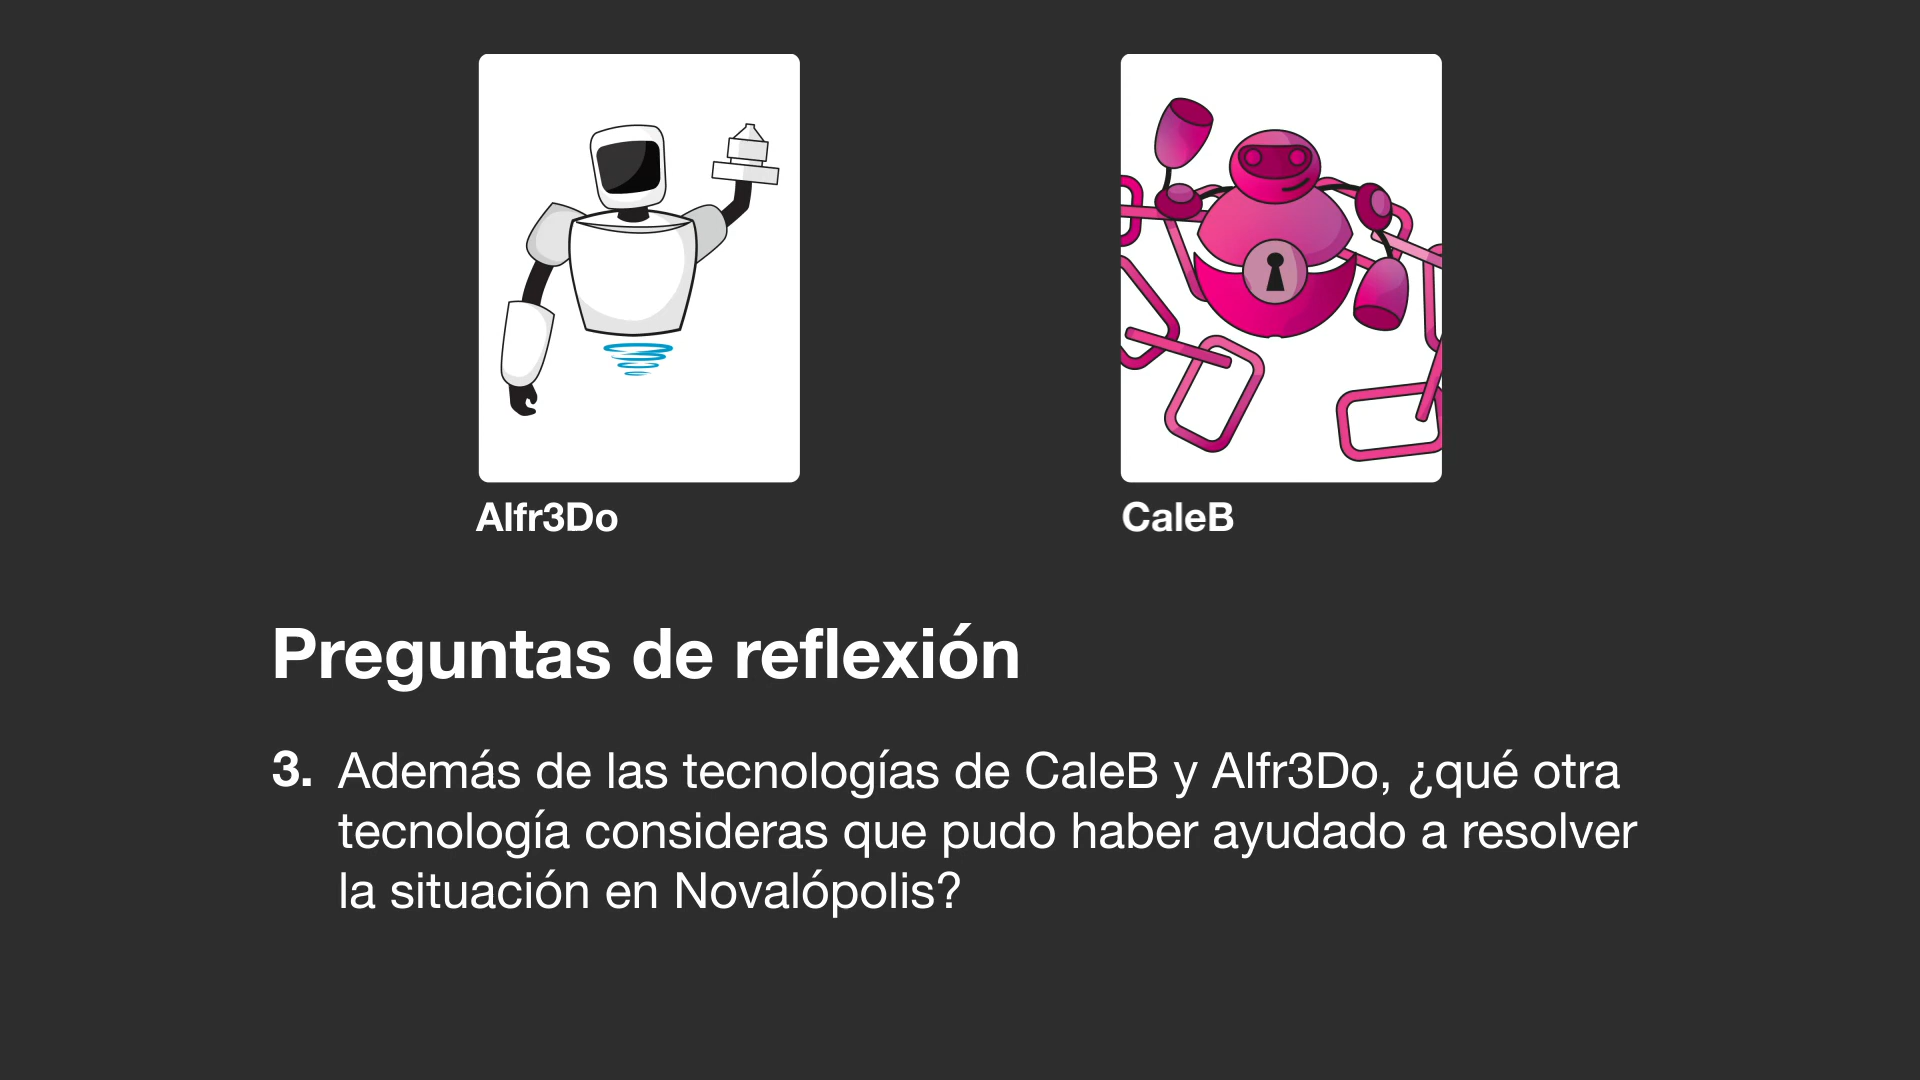 Alfr3Do
CaleB
Preguntas de reflexión
3. Además de las tecnologías de CaleB y Alfr3Do, ¿qué otra
tecnología consideras que pudo haber ayudado a resolver
la situación en Novalópolis?